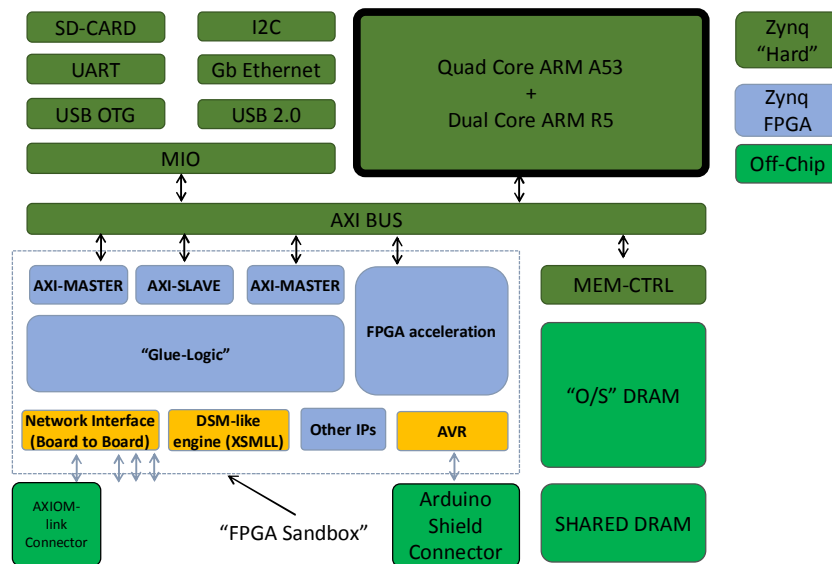 SD-CARD
I2C
UART
Gb Ethernet
USB OTG
USB 2.0
MIO
Quad Core ARM A53
+
Dual Core ARM R5
Zynq
“Hard”
Zynq
FPGA
Off-Chip
AXI BUS
AXI-MASTER
AXI-SLAVE
AXI-MASTER
FPGA acceleration
MEM-CTRL
“Glue-Logic”
“O/S” DRAM
Network Interface
(Board to Board)
DSM-like
engine (XSMLL)
Other IPs
AVR
AXIOM-
link
Connector
“FPGA Sandbox”
Arduino
Shield
Connector
SHARED DRAM